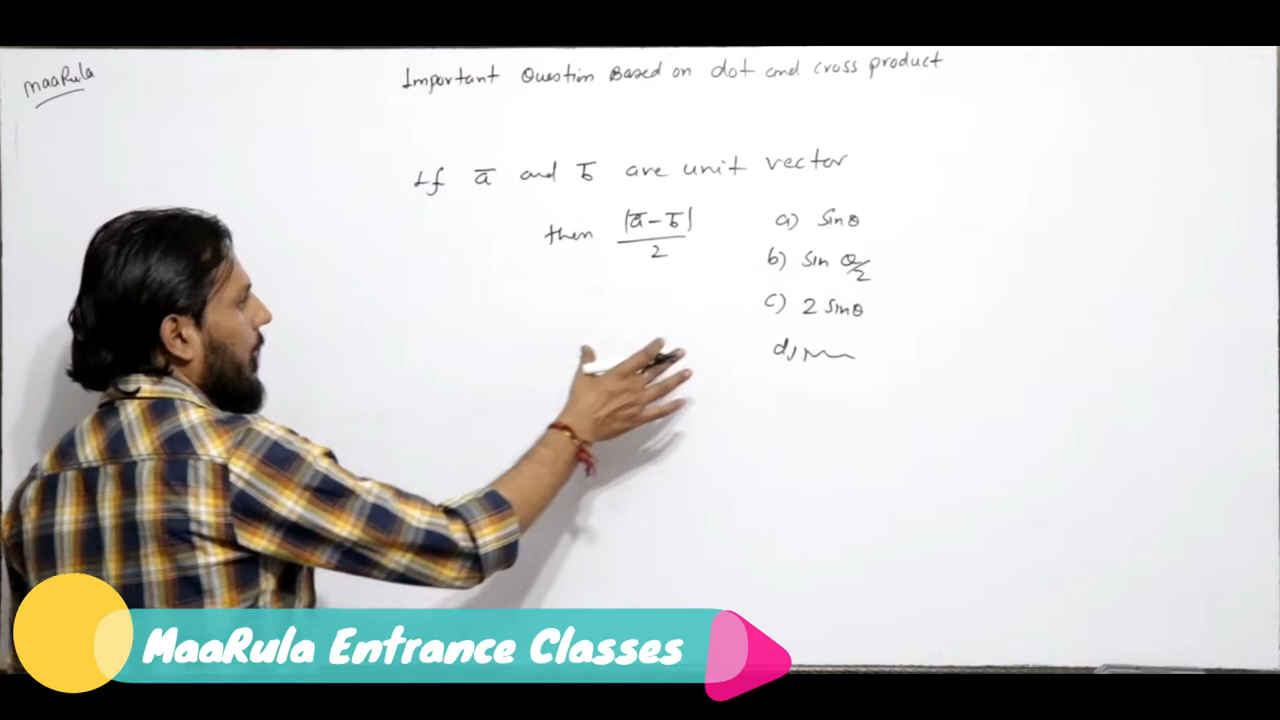 MaaRula
Important Question Based on dot and cross product
If a̅ and b̅ are unit vector
then |a̅ - b̅| / 2
a) Sinθ
b) Sin θ/2
c) 2 Sinθ
d)
MaaRula Entrance Classes